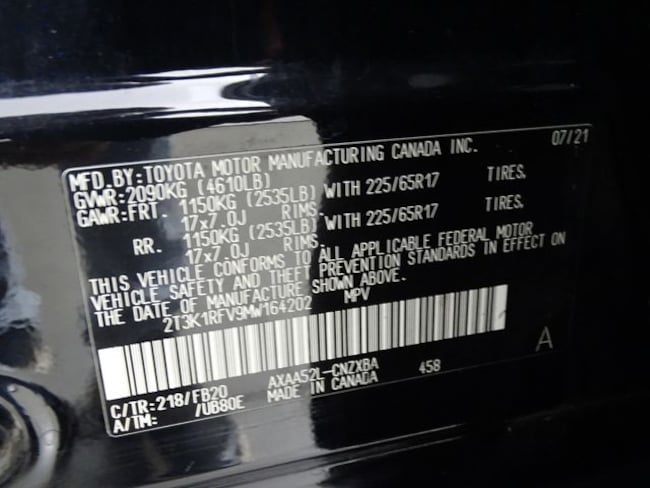 MFD.BY:TOYOTA MOTOR MANUFACTURING CANADA INC. 07/21
GVWR:2090KG (4610LB)
GAWR:FRT. 1150KG (2535LB) WITH 225/65R17 TIRES,
17x7.0J RIMS,
RR. 1150KG (2535LB) WITH 225/65R17 TIRES,
17x7.0J RIMS.
THIS VEHICLE CONFORMS TO ALL APPLICABLE FEDERAL MOTOR
VEHICLE SAFETY AND THEFT PREVENTION STANDARDS IN EFFECT ON
THE DATE OF MANUFACTURE SHOWN ABOVE.
2T3K1RFV9MW164202 MPV
A
C/TR:218/FB20 AXAA52L-CNZXBA 458
A/TM: /UB80E MADE IN CANADA